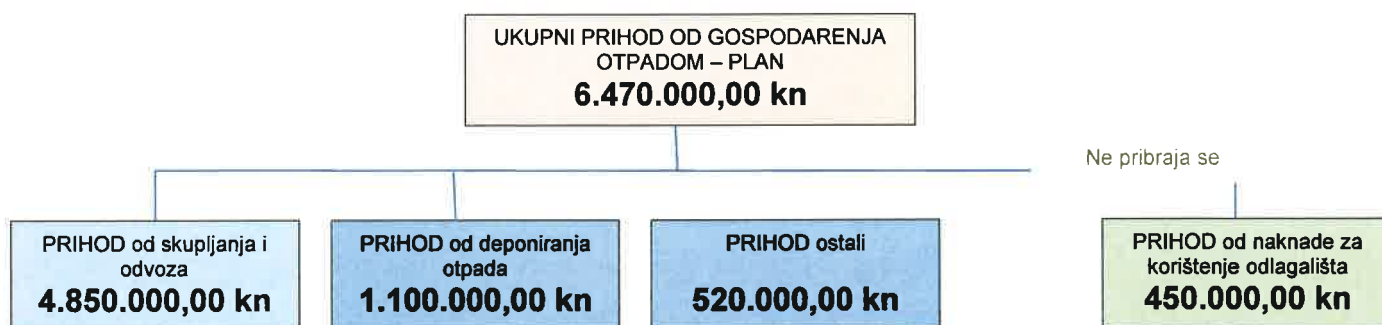 UKUPNI PRIHOD OD GOSPODARENJA
OTPADOM – PLAN
6.470.000,00 kn
Ne pribraja se
PRIHOD od skupljanja i
odvoza
4.850.000,00 kn
PRIHOD od deponiranja
otpada
1.100.000,00 kn
PRIHOD ostali
520.000,00 kn
PRIHOD od naknade za
korištenje odlagališta
450.000,00 kn